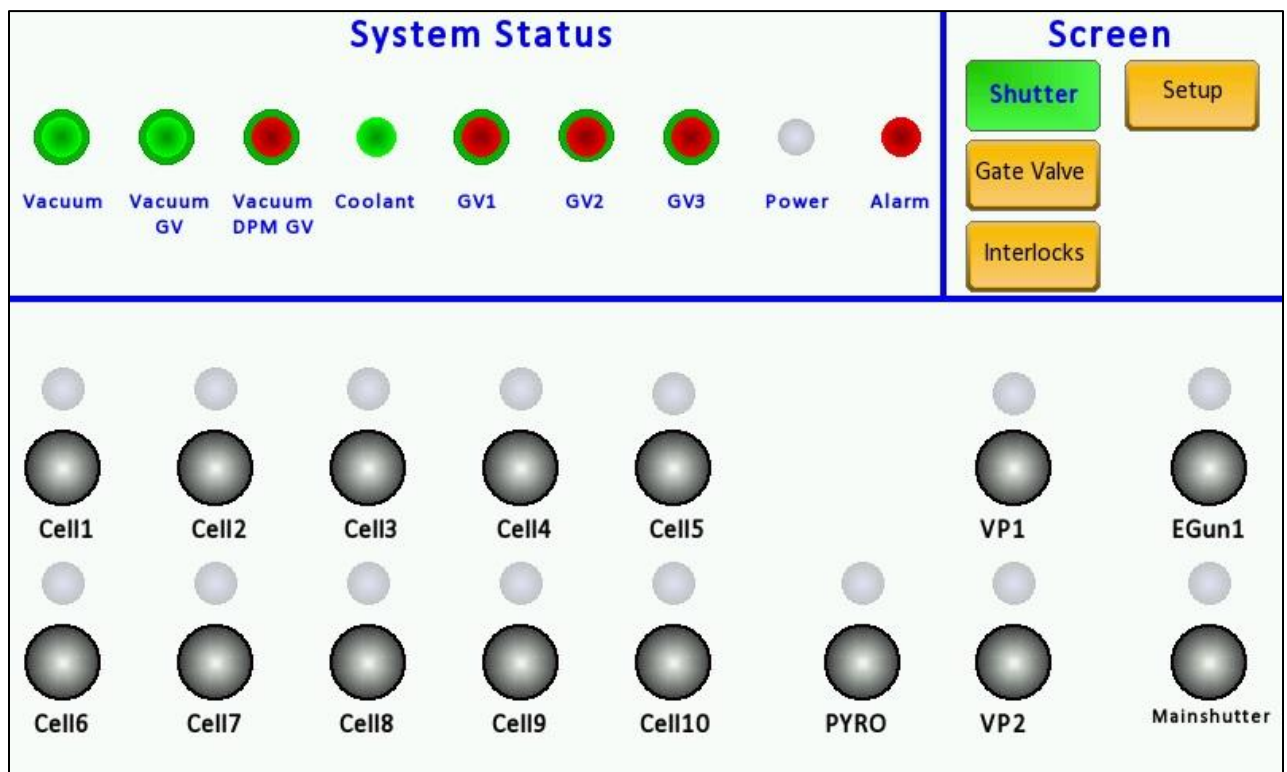 System Status
Screen
Shutter
Setup
Gate Valve
Interlocks
Vacuum
Vacuum
GV
Vacuum
DPM GV
Coolant
GV1
GV2
GV3
Power
Alarm
Cell1
Cell2
Cell3
Cell4
Cell5
VP1
EGun1
Cell6
Cell7
Cell8
Cell9
Cell10
PYRO
VP2
Mainshutter